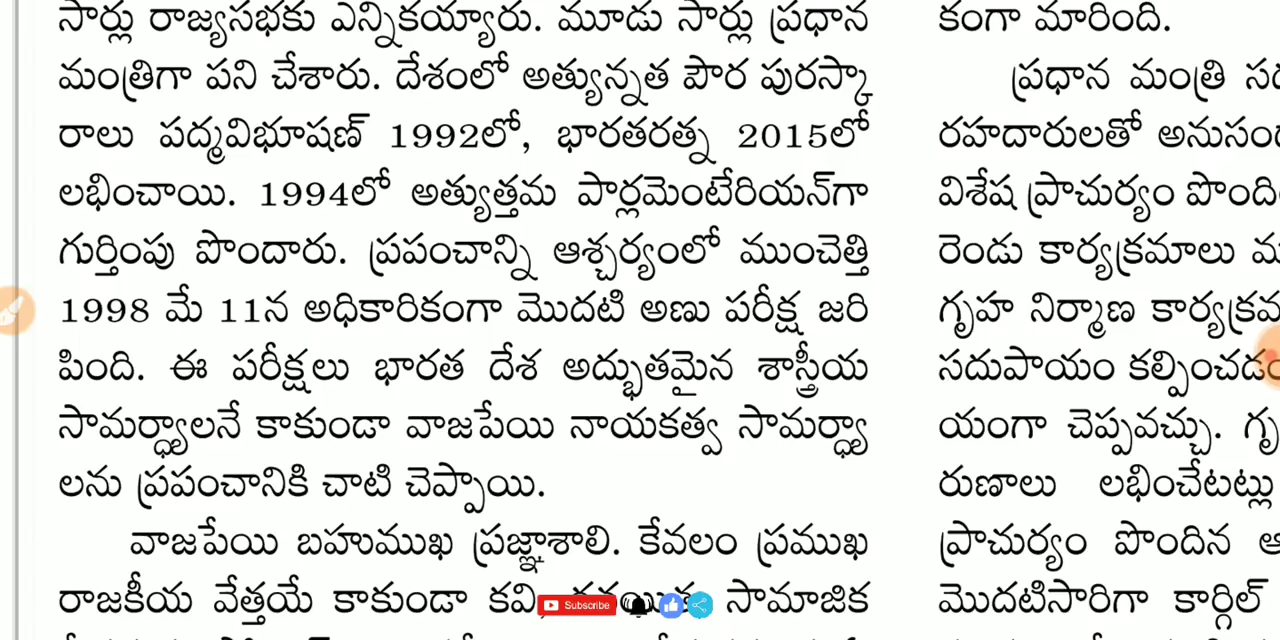 సార్లు రాజ్యసభకు ఎన్నికయ్యారు. మూడు సార్లు ప్రధాన
మంత్రిగా పని చేశారు. దేశంలో అత్యున్నత పౌర పురస్కా
రాలు పద్మవిభూషణ్ 1992లో, భారతరత్న 2015లో
లభించాయి. 1994లో అత్యుత్తమ పార్లమెంటేరియన్‌గా
గుర్తింపు పొందారు. ప్రపంచాన్ని ఆశ్చర్యంలో ముంచెత్తి
1998 మే 11న అధికారికంగా మొదటి అణు పరీక్ష జరి
పింది. ఈ పరీక్షలు భారత దేశ అద్భుతమైన శాస్త్రీయ
సామర్థ్యాలనే కాకుండా వాజపేయి నాయకత్వ సామర్థ్యా
లను ప్రపంచానికి చాటి చెప్పాయి.
వాజపేయి బహుముఖ ప్రజ్ఞాశాలి. కేవలం ప్రముఖ
రాజకీయ వేత్తయే కాకుండా కవి, సామాజిక
కంగా మారింది.
ప్రధాన మంత్రి
రహదారులతో
విశేష ప్రాచుర్యం
రెండు కార్యక్రమాలు
గృహ నిర్మాణ
సదుపాయం
యంగా చెప్పవచ్చు.
రుణాలు లభించేటట్లు
ప్రాచుర్యం పొందిన
మొదటిసారిగా కార్గిల్
Subscribe